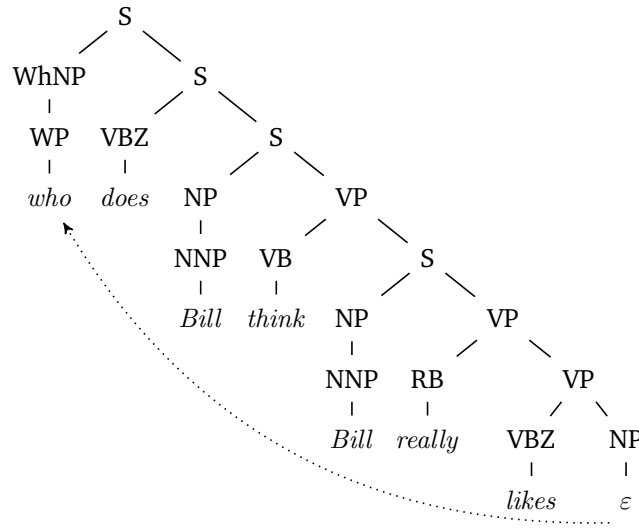 S
WhNP S
WP VBZ S
who does NP VP
NNP VB S
Bill think NP VP
NNP RB VP
Bill really VBZ NP
likes ε